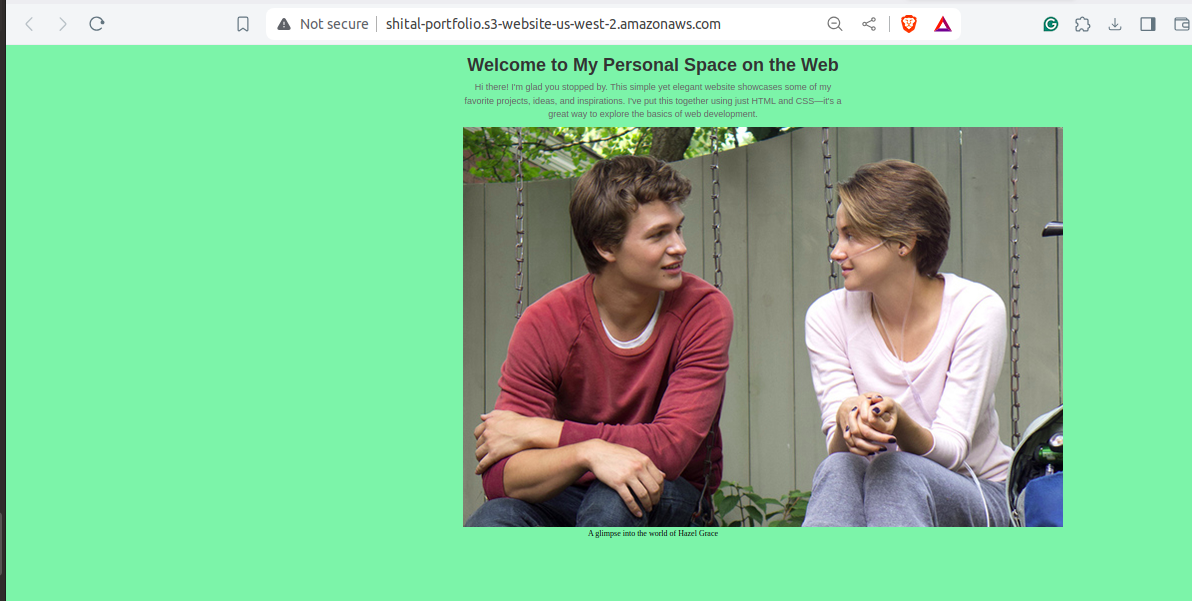 Not secure shital-portfolio.s3-website-us-west-2.amazonaws.com
Welcome to My Personal Space on the Web
Hi there! I'm glad you stopped by. This simple yet elegant website showcases some of my
favorite projects, ideas, and inspirations. I've put this together using just HTML and CSS—it's a
great way to explore the basics of web development.
A glimpse into the world of Hazel Grace